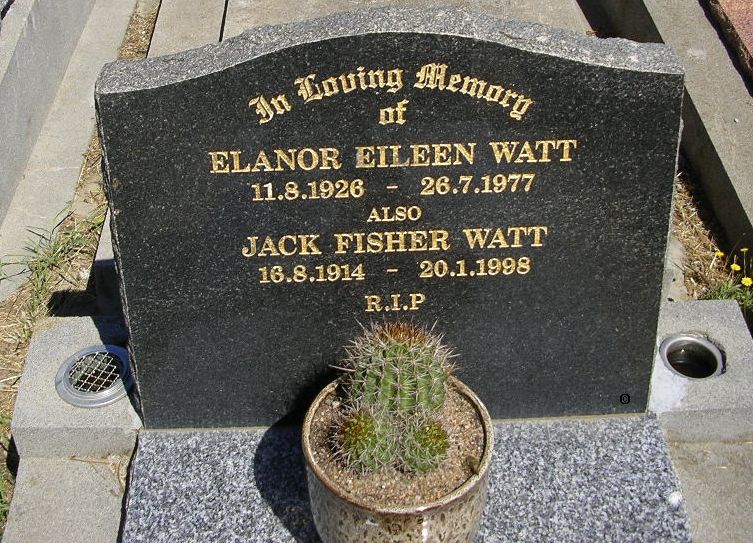 In Loving Memory
of
ELANOR EILEEN WATT
11.8.1926 - 26.7.1977
ALSO
JACK FISHER WATT
16.8.1914 - 20.1.1998
R.I.P